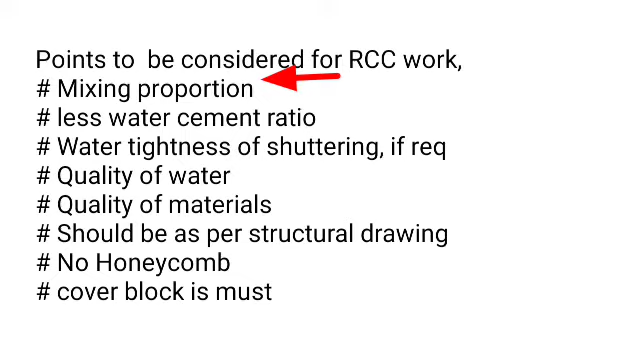 Points to  be considered for RCC work,
# Mixing proportion
# less water cement ratio
# Water tightness of shuttering, if req
# Quality of water
# Quality of materials
# Should be as per structural drawing
# No Honeycomb
# cover block is must